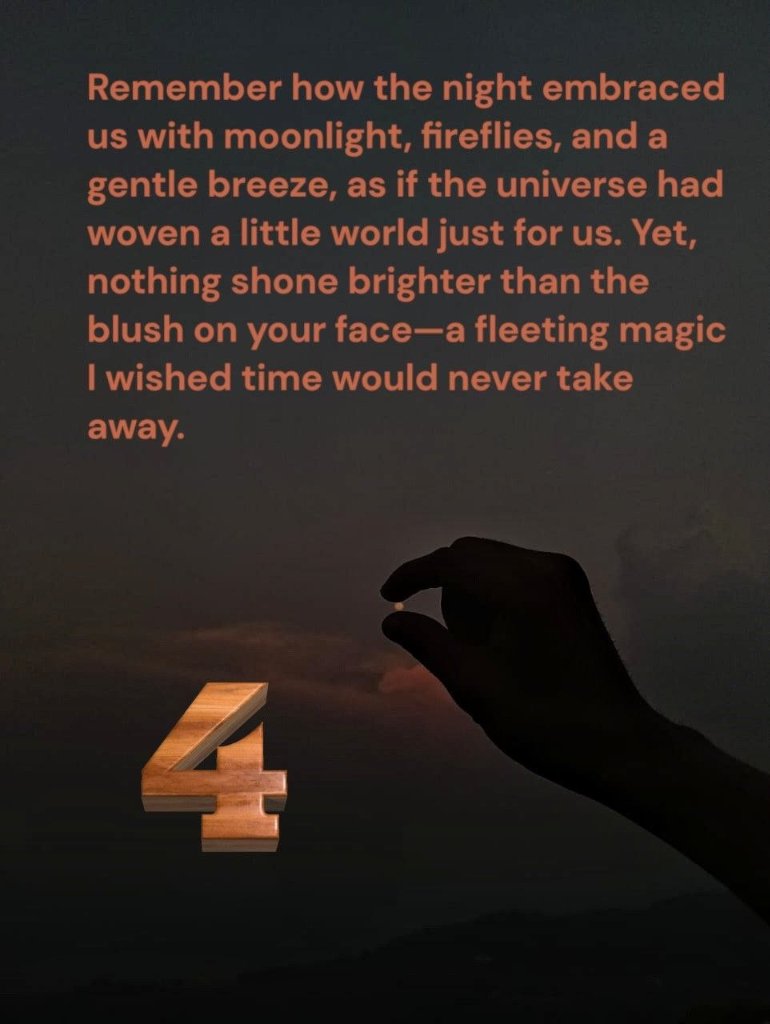 Remember how the night embraced
us with moonlight, fireflies, and a
gentle breeze, as if the universe had
woven a little world just for us. Yet,
nothing shone brighter than the
blush on your face—a fleeting magic
I wished time would never take
away.
4